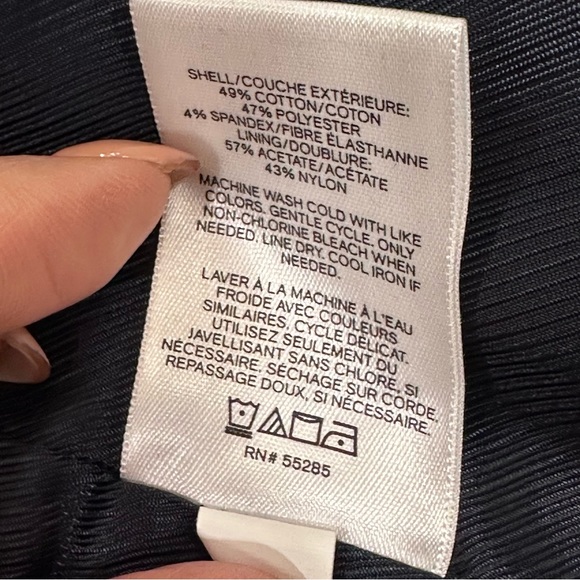 SHELL/COUCHE EXTÉRIEURE:
49% COTTON/COTON
47% POLYESTER
4% SPANDEX/FIBRE ÉLASTHANNE
LINING/DOUBLURE:
57% ACETATE/ACÉTATE
43% NYLON
MACHINE WASH COLD WITH LIKE
COLORS. GENTLE CYCLE. ONLY
NON-CHLORINE BLEACH WHEN
NEEDED. LINE DRY. COOL IRON IF
NEEDED.
LAVER À LA MACHINE À L'EAU
FROIDE AVEC COULEURS
SIMILAIRES, CYCLE DÉLICAT.
UTILISEZ SEULEMENT DU
JAVELLISANT SANS CHLORE, SI
NÉCESSAIRE. SÉCHAGE SUR CORDE.
REPASSAGE DOUX, SI NÉCESSAIRE.
RN# 55285